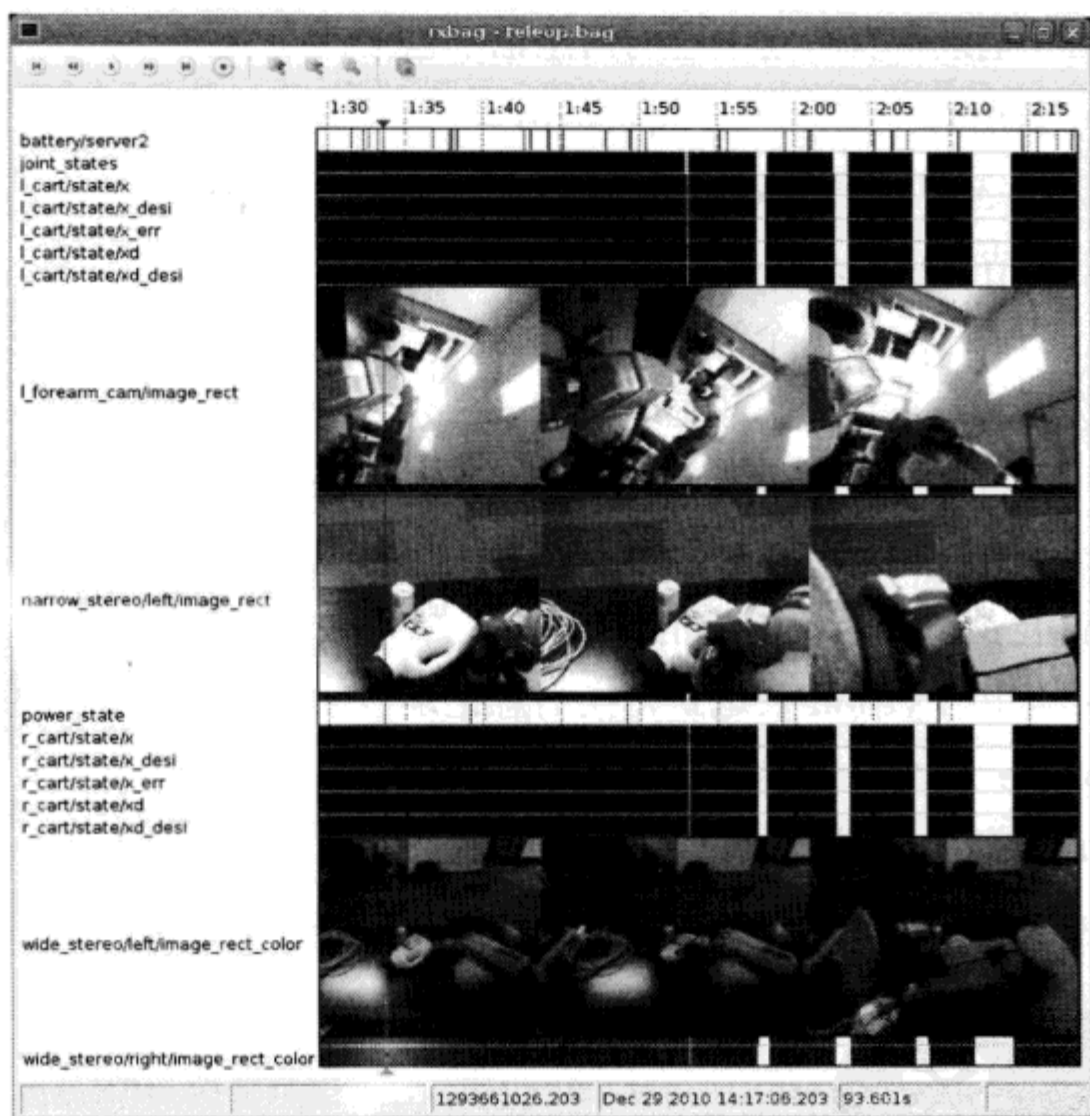 rxbag - teleop.bag
1:30 1:35 1:40 1:45 1:50 1:55 2:00 2:05 2:10 2:15
battery/server2
joint_states
l_cart/state/x
l_cart/state/x_desi
l_cart/state/x_err
l_cart/state/xd
l_cart/state/xd_desi
l_forearm_cam/image_rect
narrow_stereo/left/image_rect
power_state
r_cart/state/x
r_cart/state/x_desi
r_cart/state/x_err
r_cart/state/xd
r_cart/state/xd_desi
wide_stereo/left/image_rect_color
wide_stereo/right/image_rect_color
1293661026.203 Dec 29 2010 14:17:06.203 93.601s